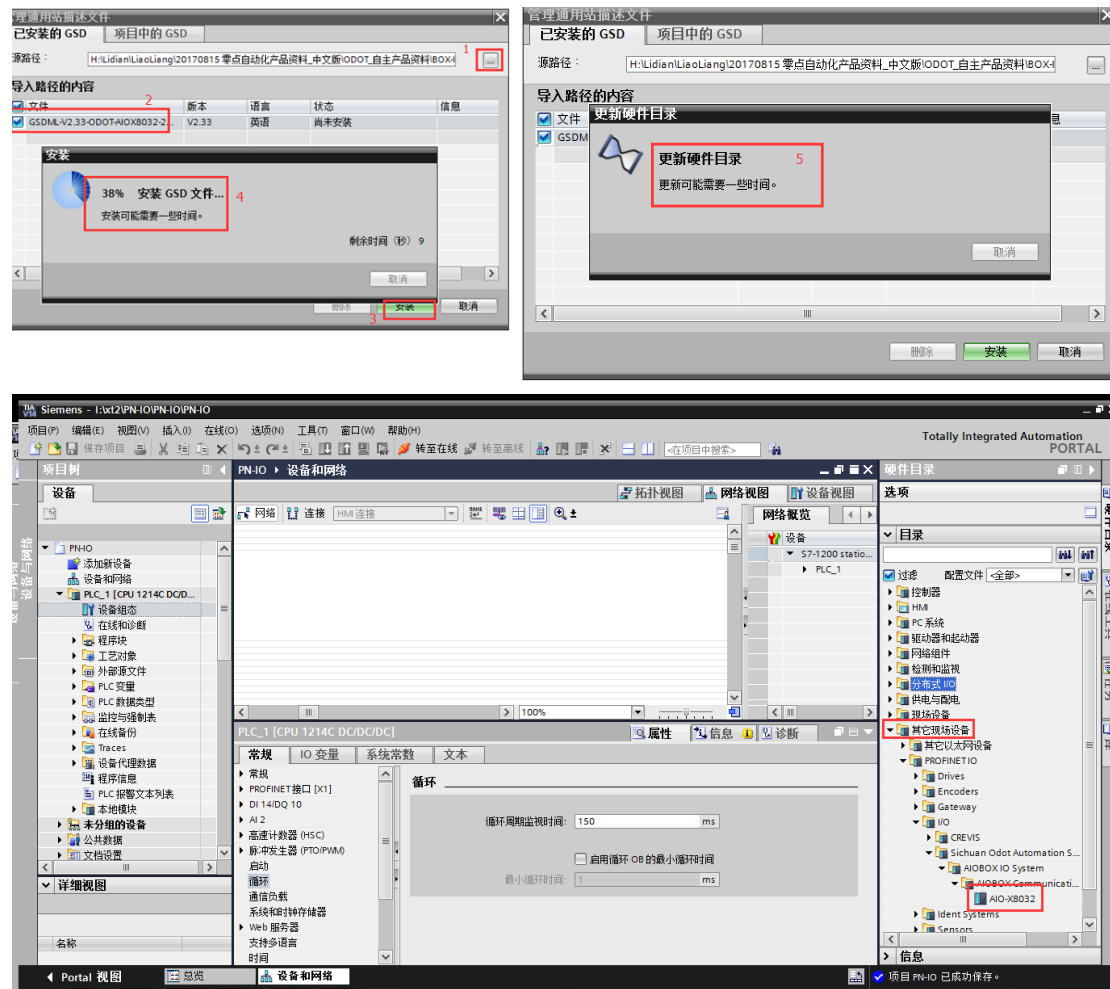 管理通用站描述文件
已安装的 GSD
项目中的 GSD
源路径：
H:\Lidian\LiaoLiang\20170815 零点自动化产品资料_中文版\ODOT_自主产品资料\BOX-I
...
1
导入路径的内容
2
文件
版本
语言
状态
信息
GSDML-V2.33-ODOT-AIOX8032-2...
V2.33
英语
尚未安装
安装
38% 安装 GSD 文件...
4
安装可能需要一些时间。
剩余时间（秒） 9
取消
删除
安装
取消
3
管理通用站描述文件
已安装的 GSD
项目中的 GSD
源路径：
H:\Lidian\LiaoLiang\20170815 零点自动化产品资料_中文版\ODOT_自主产品资料\BOX-I
...
导入路径的内容
文件
GSDM
更新硬件目录
更新硬件目录
5
更新可能需要一些时间。
取消
删除
安装
取消
Siemens - I:\xt2\PN-IO\PN-IO\PN-IO
项目(P) 编辑(E) 视图(V) 插入(I) 在线(O) 选项(N) 工具(T) 窗口(W) 帮助(H)
Totally Integrated Automation
PORTAL
保存项目
转至在线
转至离线
<在项目中搜索>
项目树
设备
设备与网络
PN-IO
添加新设备
设备和网络
PLC_1 [CPU 1214C DC/D...
设备组态
在线和诊断
程序块
工艺对象
外部源文件
PLC 变量
PLC 数据类型
监控与强制表
在线备份
Traces
设备代理数据
程序信息
PLC 报警文本列表
本地模块
未分组的设备
公共数据
文档设置
详细视图
名称
PN-IO ▸ 设备和网络
拓扑视图
网络视图
设备视图
网络
连接
HMI 连接
网络概览
设备
S7-1200 statio...
PLC_1
100%
PLC_1 [CPU 1214C DC/DC/DC]
属性
信息
诊断
常规
IO 变量
系统常数
文本
常规
PROFINET接口 [X1]
DI 14/DQ 10
AI 2
高速计数器 (HSC)
脉冲发生器 (PTO/PWM)
启动
循环
通信负载
系统和时钟存储器
Web 服务器
支持多语言
时间
循环
循环周期监视时间: 150 ms
启用循环 OB 的最小循环时间
最小循环时间: 1 ms
硬件目录
选项
目录
过滤
配置文件 <全部>
控制器
HMI
PC 系统
驱动器和起动器
网络组件
检测和监视
分布式 I/O
供电与配电
现场设备
其它现场设备
其它以太网设备
PROFINET IO
Drives
Encoders
Gateway
I/O
CREVIS
Sichuan Odot Automation S...
AIOBOX IO System
AIOBOX Communicati...
AIO-X8032
Ident Systems
Sensors
信息
Portal 视图
总览
设备和网络
项目 PN-IO 已成功保存。